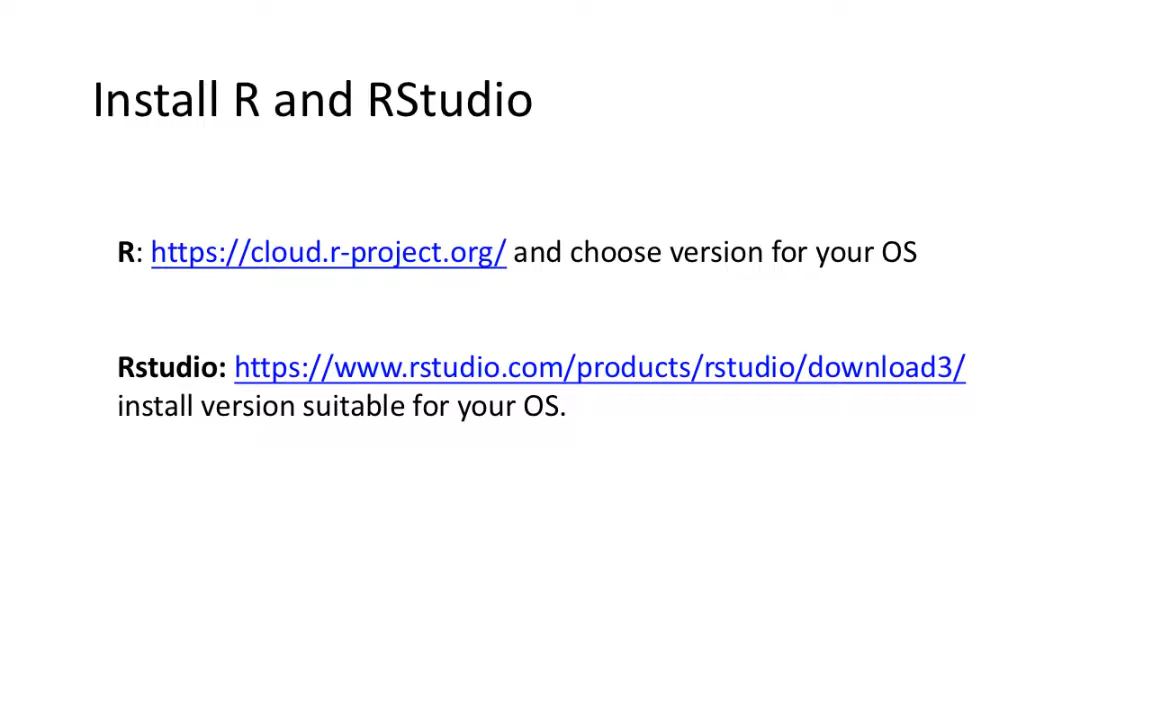 Install R and RStudio
R: https://cloud.r-project.org/ and choose version for your OS
Rstudio: https://www.rstudio.com/products/rstudio/download3/
install version suitable for your OS.